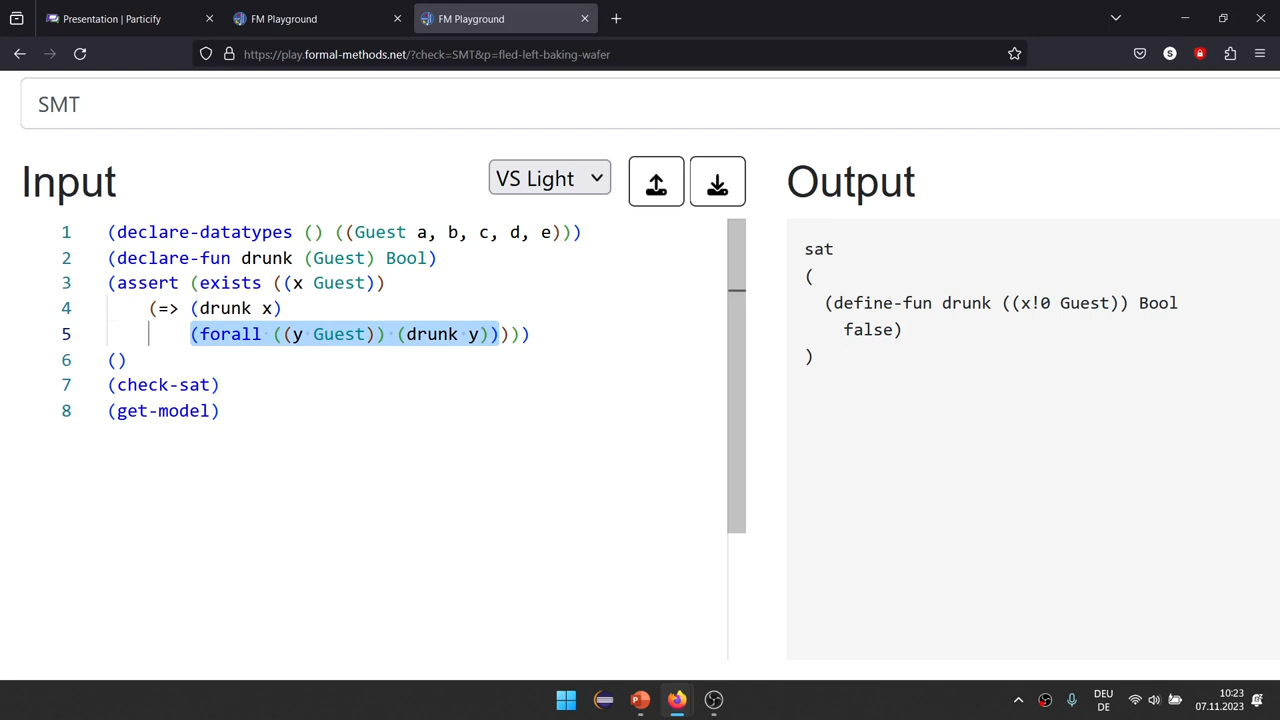 Presentation | Particify
FM Playground
FM Playground
https://play.formal-methods.net/?check=SMT&p=fled-left-baking-wafer
SMT
Input
VS Light
Output
1 (declare-datatypes () ((Guest a, b, c, d, e)))
2 (declare-fun drunk (Guest) Bool)
3 (assert (exists ((x Guest))
4 (=> (drunk x)
5 (forall ((y Guest)) (drunk y)))))
6 ()
7 (check-sat)
8 (get-model)
sat
(
(define-fun drunk ((x!0 Guest)) Bool
false)
)
DEU
DE
10:23
07.11.2023